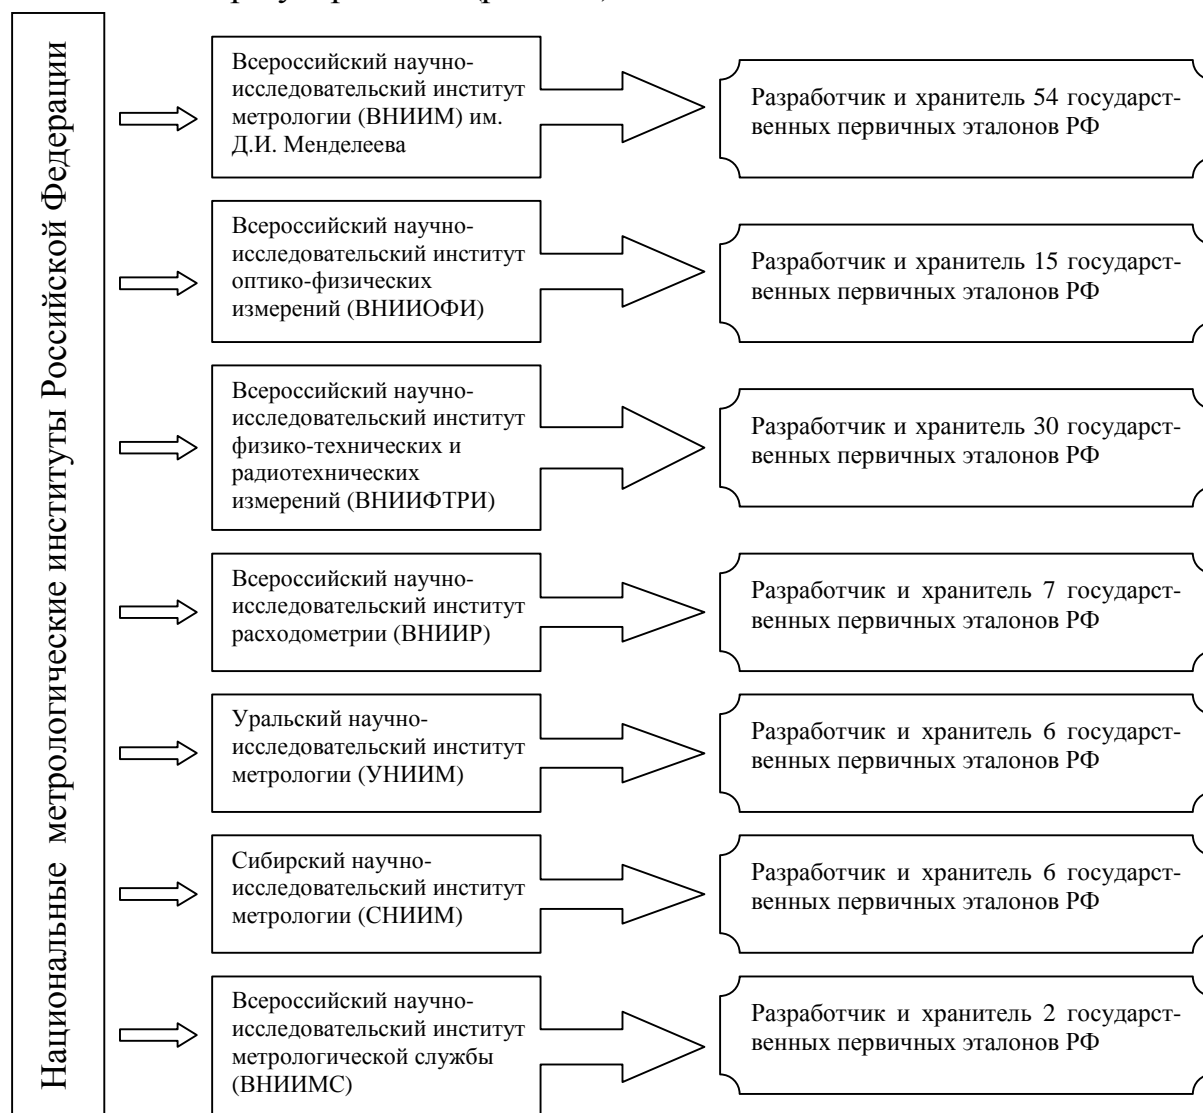 Национальные метрологические институты Российской Федерации
Всероссийский научно-
исследовательский институт
метрологии (ВНИИМ) им.
Д.И. Менделеева
Разработчик и хранитель 54 государст-
венных первичных эталонов РФ
Всероссийский научно-
исследовательский институт
оптико-физических
измерений (ВНИИОФИ)
Разработчик и хранитель 15 государст-
венных первичных эталонов РФ
Всероссийский научно-
исследовательский институт
физико-технических и
радиотехнических
измерений (ВНИИФТРИ)
Разработчик и хранитель 30 государст-
венных первичных эталонов РФ
Всероссийский научно-
исследовательский институт
расходометрии (ВНИИР)
Разработчик и хранитель 7 государст-
венных первичных эталонов РФ
Уральский научно-
исследовательский институт
метрологии (УНИИМ)
Разработчик и хранитель 6 государст-
венных первичных эталонов РФ
Сибирский научно-
исследовательский институт
метрологии (СНИИМ)
Разработчик и хранитель 6 государст-
венных первичных эталонов РФ
Всероссийский научно-
исследовательский институт
метрологической службы
(ВНИИМС)
Разработчик и хранитель 2 государст-
венных первичных эталонов РФ